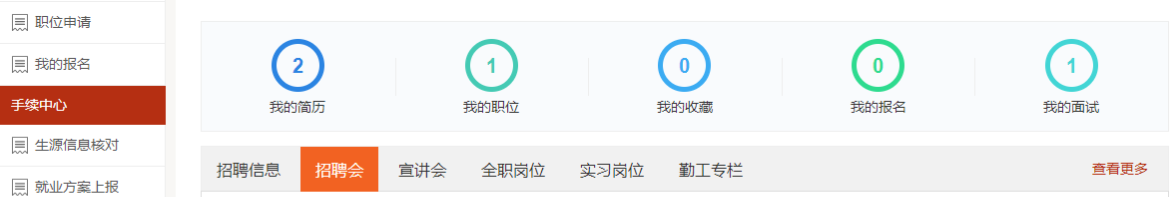 职位申请
我的报名
手续中心
生源信息核对
就业方案上报
2 1 0 0 1
我的简历 我的职位 我的收藏 我的报名 我的面试
招聘信息 招聘会 宣讲会 全职岗位 实习岗位 勤工专栏 查看更多